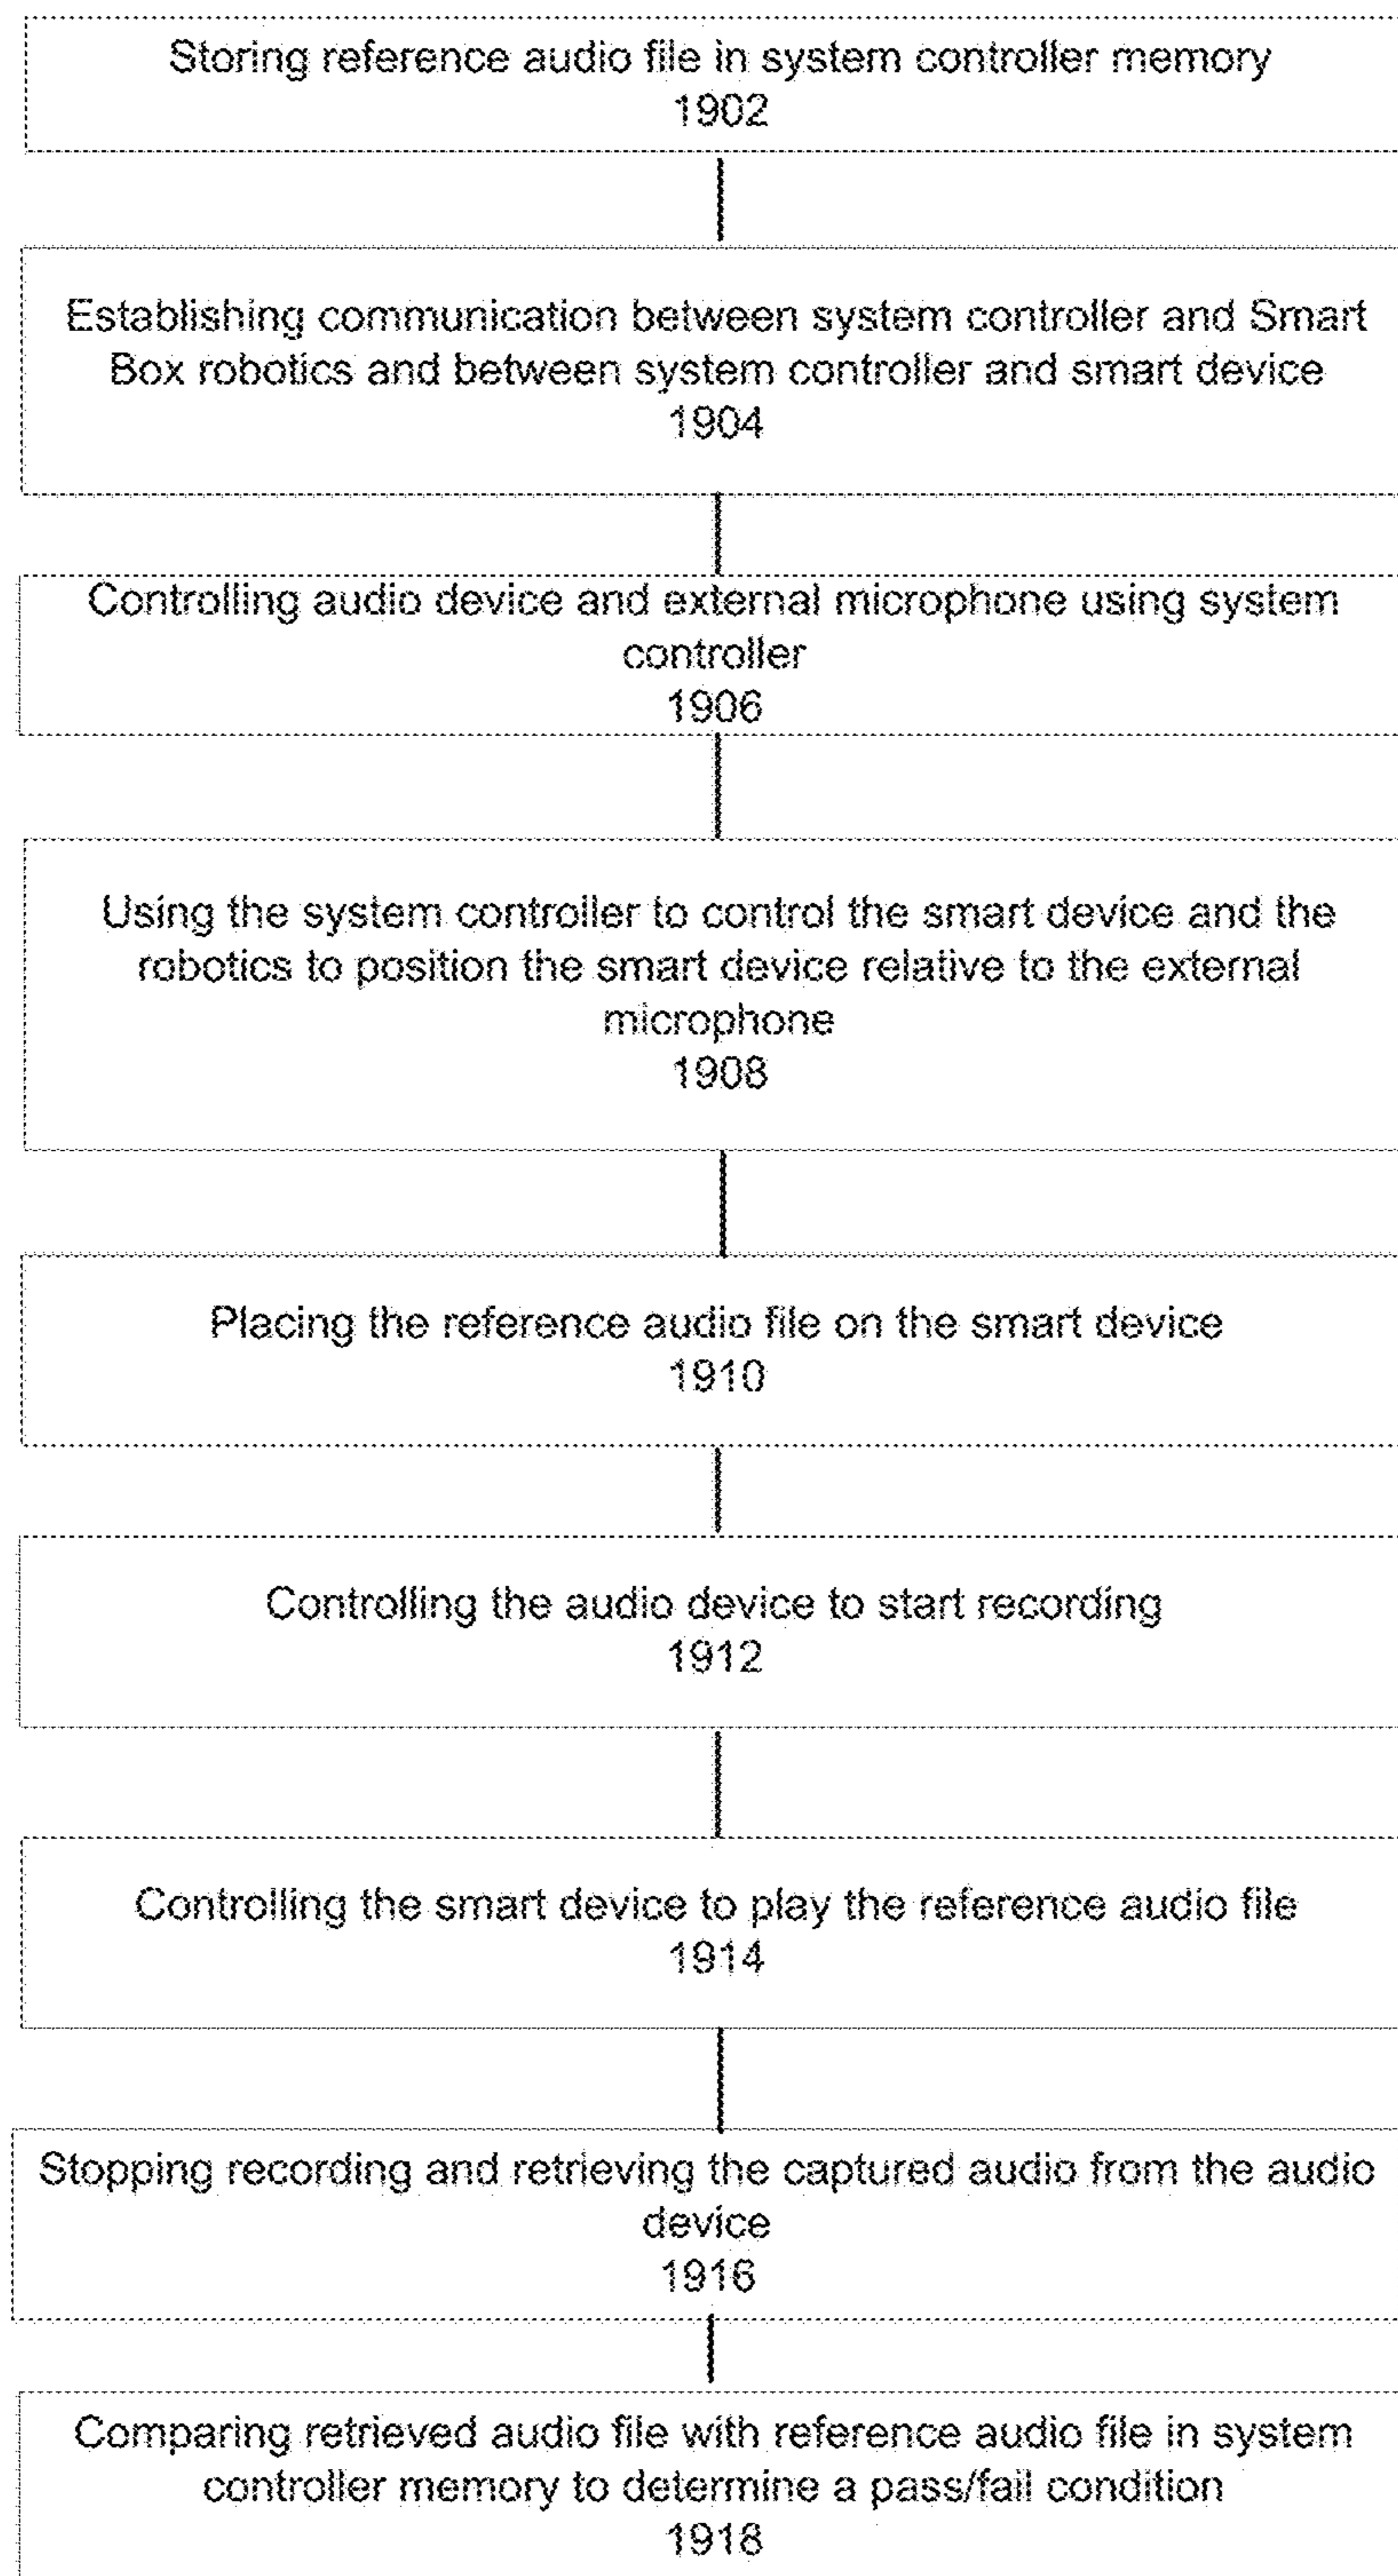 Storing reference audio file in system controller memory
1902
Establishing communication between system controller and Smart
Box robotics and between system controller and smart device
1904
Controlling audio device and external microphone using system
controller
1906
Using the system controller to control the smart device and the
robotics to position the smart device relative to the external
microphone
1908
Placing the reference audio file on the smart device
1910
Controlling the audio device to start recording
1912
Controlling the smart device to play the reference audio file
1914
Stopping recording and retrieving the captured audio from the audio
device
1916
Comparing retrieved audio file with reference audio file in system
controller memory to determine a pass/fail condition
1918